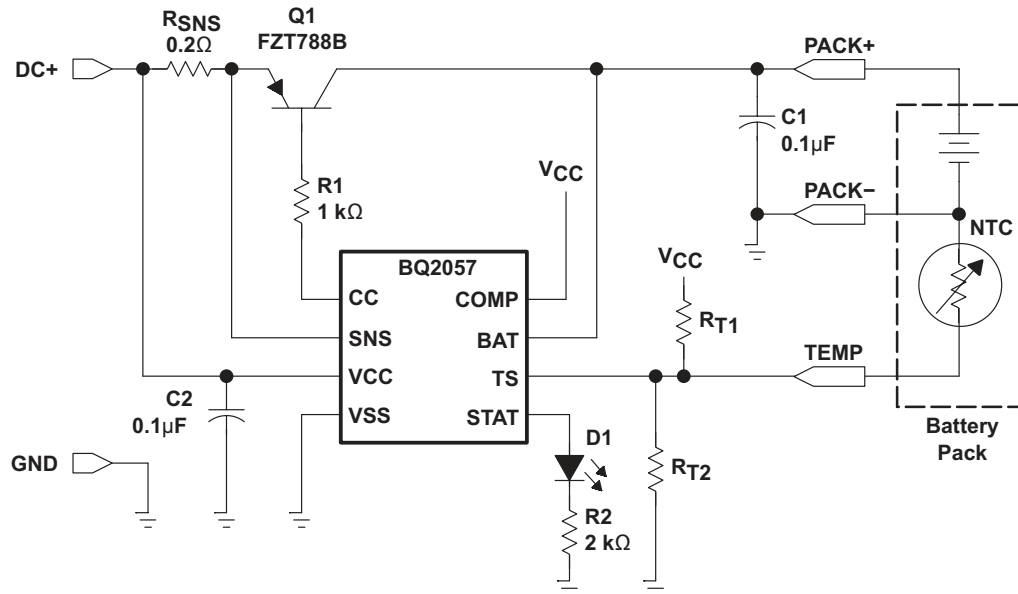 RSNS
0.2Ω
Q1
FZT788B
DC+
PACK+
C1
0.1μF
VCC
R1
1 kΩ
PACK−
NTC
BQ2057
VCC
CC
COMP
RT1
SNS
BAT
TEMP
VCC
TS
C2
0.1μF
VSS
STAT
Battery
Pack
D1
GND
RT2
R2
2 kΩ